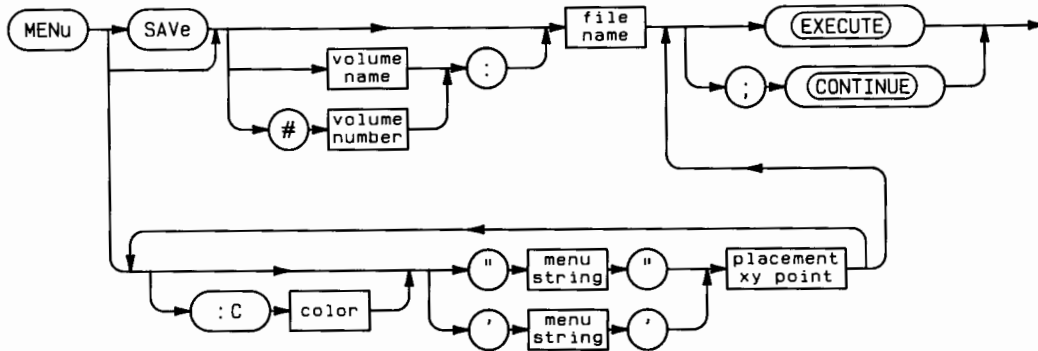 MENu
SAVe
volume
name
#
volume
number
:
file
name
EXECUTE
;
CONTINUE
:C
color
"
menu
string
"
'
menu
string
'
placement
xy point